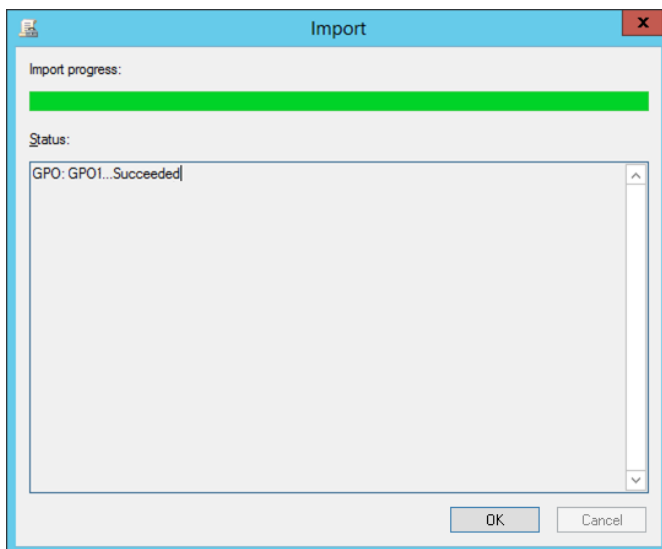 Import
x
Import progress:
Status:
GPO: GPO1...Succeeded
OK
Cancel